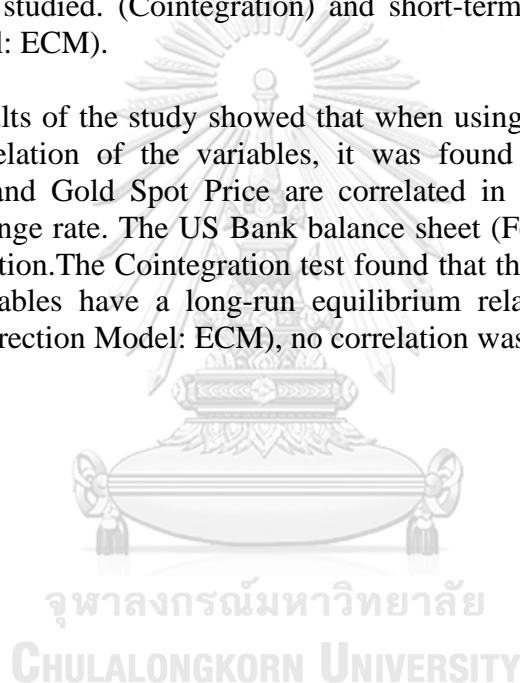 studied. (Cointegration) and short-term
l: ECM).
ults of the study showed that when using
elation of the variables, it was found
and Gold Spot Price are correlated in
nge rate. The US Bank balance sheet (Fe
tion.The Cointegration test found that th
ables have a long-run equilibrium rela
rrection Model: ECM), no correlation was
จุฬาลงกรณ์มหาวิทยาลัย
CHULALONGKORN UNIVERSITY